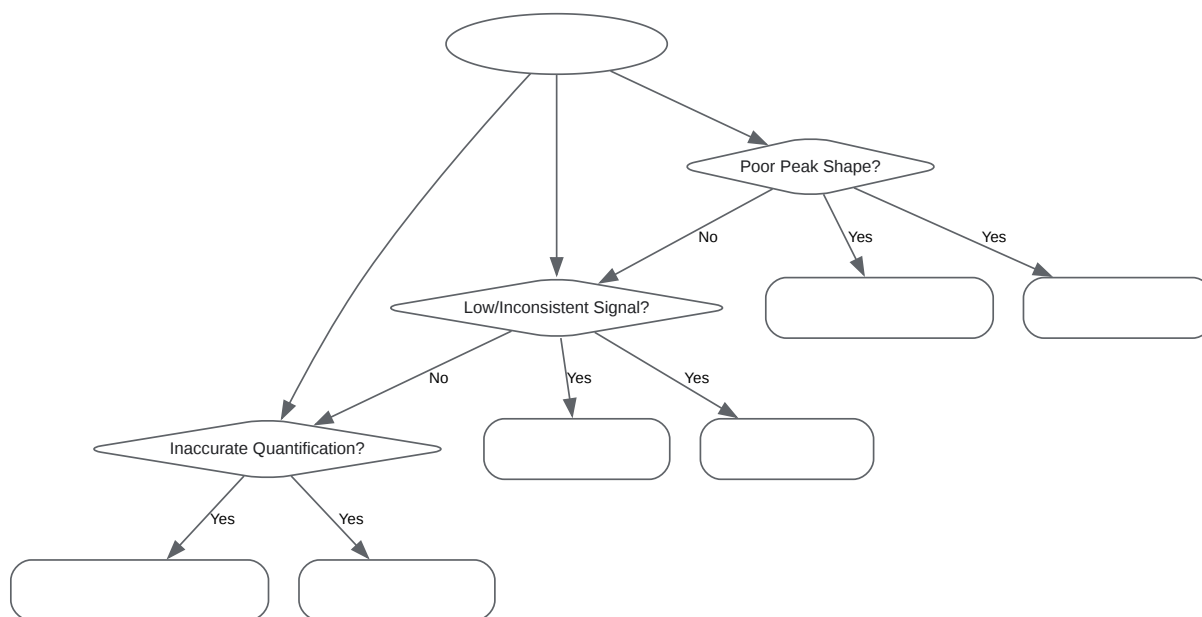 Poor Peak Shape?
No
Yes
Yes
Low/Inconsistent Signal?
No
Yes
Yes
Inaccurate Quantification?
Yes
Yes